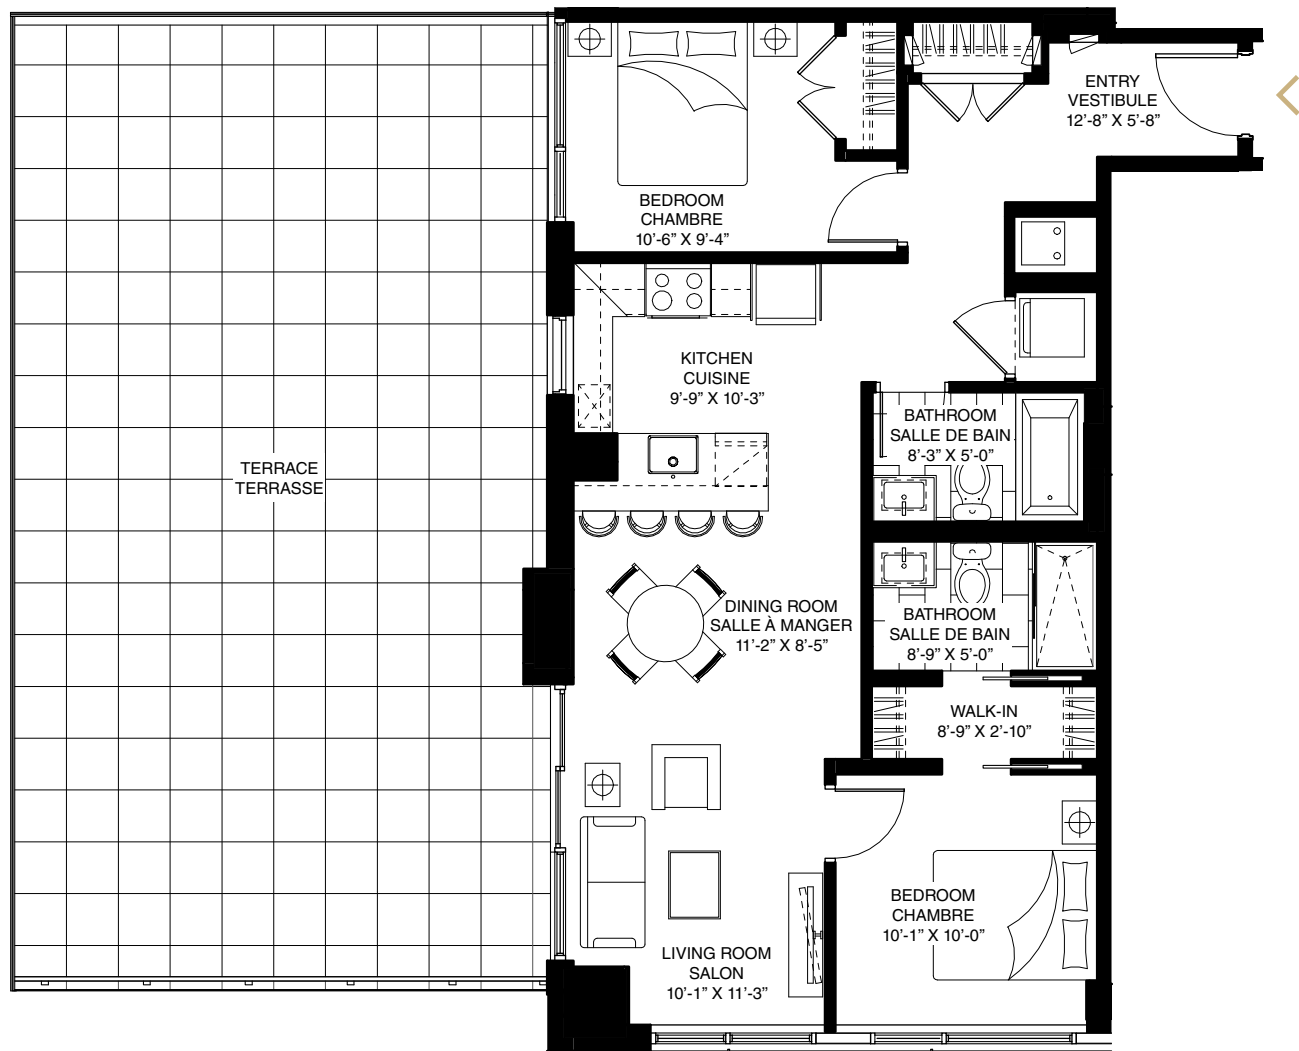 ENTRY
VESTIBULE
12’-8” X 5’-8”
BEDROOM
CHAMBRE
10’-6” X 9’-4”
KITCHEN
CUISINE
9’-9” X 10’-3”
BATHROOM
SALLE DE BAIN
8’-3” X 5’-0”
TERRACE
TERRASSE
DINING ROOM
SALLE À MANGER
11’-2” X 8’-5”
BATHROOM
SALLE DE BAIN
8’-9” X 5’-0”
WALK-IN
8’-9” X 2’-10”
BEDROOM
CHAMBRE
10’-1” X 10’-0”
LIVING ROOM
SALON
10’-1” X 11’-3”